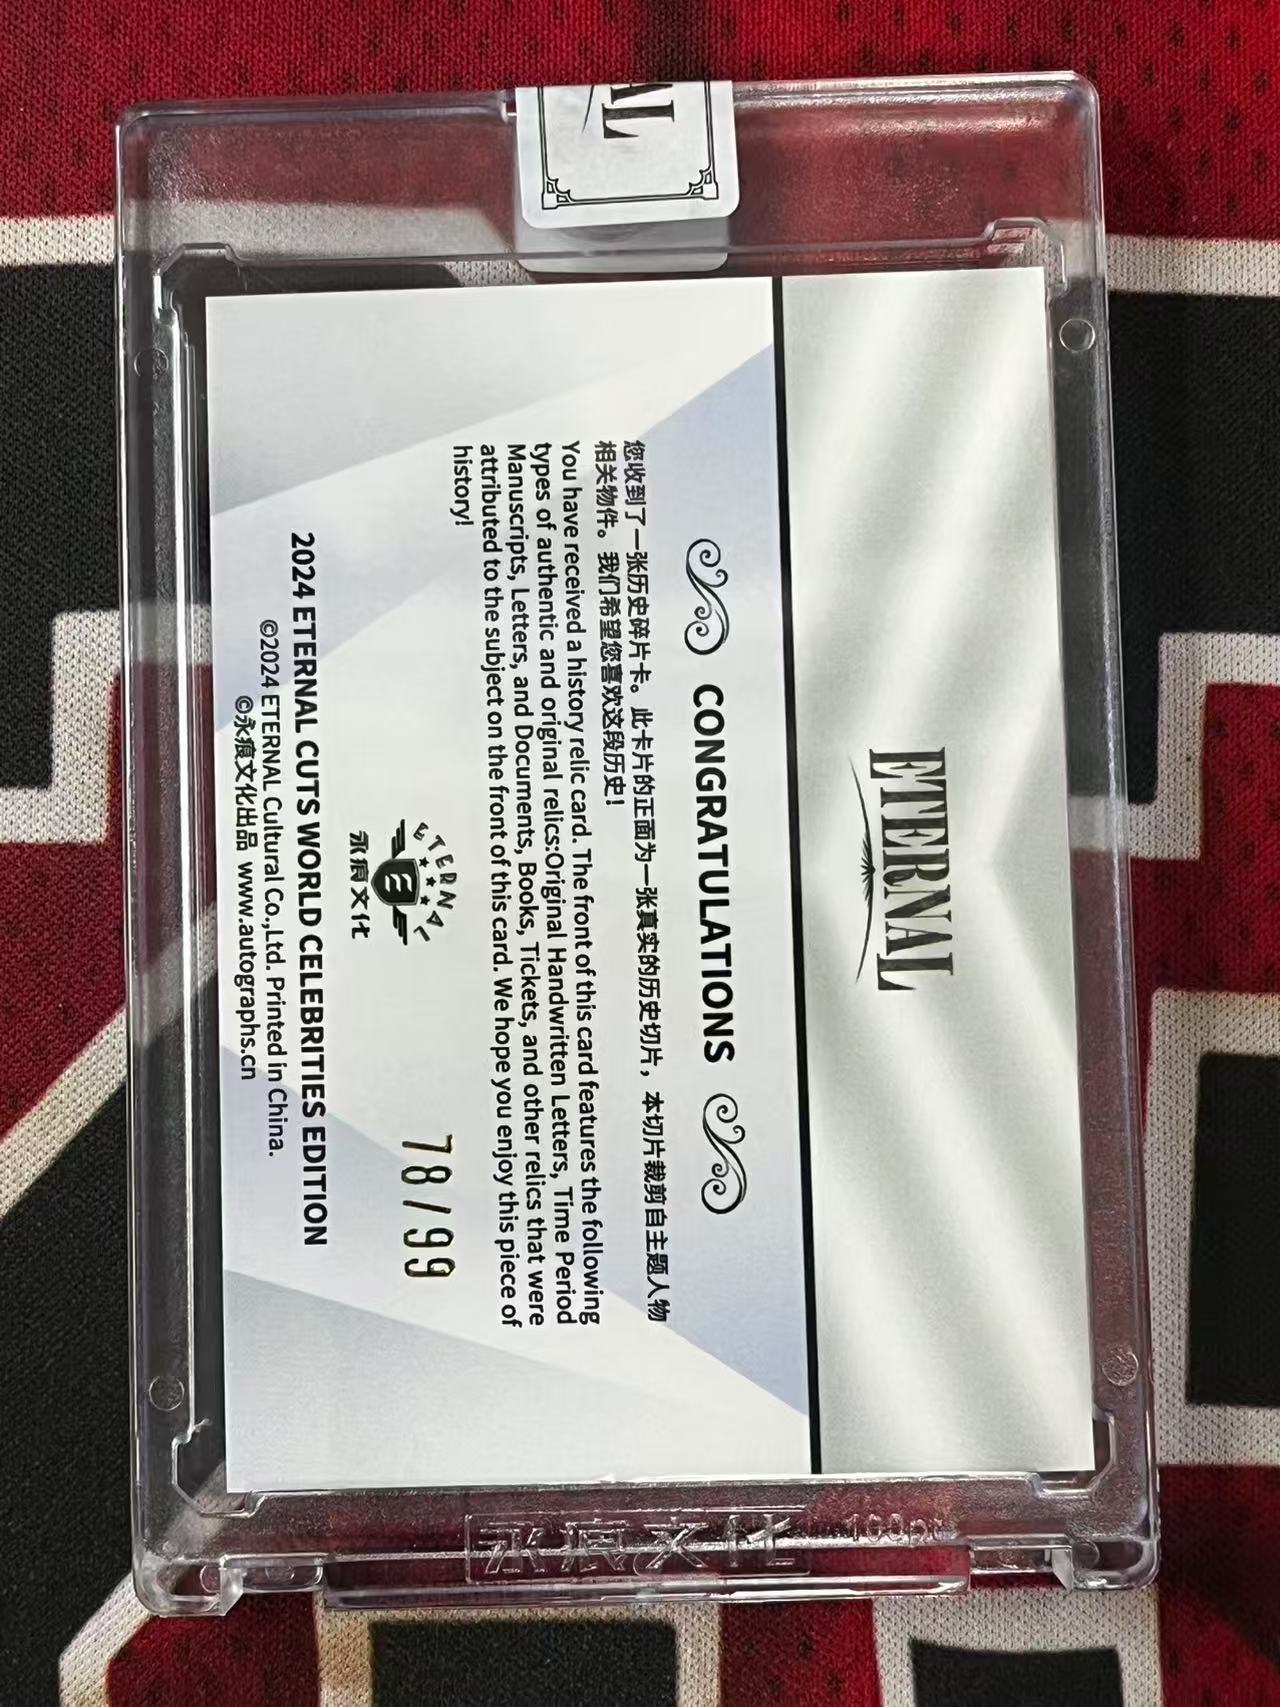 NAL
ETERNAL
CONGRATULATIONS
您收到了一张历史碎片卡。此卡片的正面为一张真实的历史切片，本切片裁剪自主题人物
相关物件。我们希望您喜欢这段历史！
You have received a history relic card. The front of this card features the following
types of authentic and original relics:Original Handwritten Letters, Time Period
Manuscripts, Letters, and Documents, Books, Tickets, and other relics that were
attributed to the subject on the front of this card. We hope you enjoy this piece of
history!
ETERNAL
永痕文化
78/99
2024 ETERNAL CUTS WORLD CELEBRITIES EDITION
©2024 ETERNAL Cultural Co.,Ltd. Printed in China.
©永痕文化出品 www.autographs.cn
永痕文化 168pt